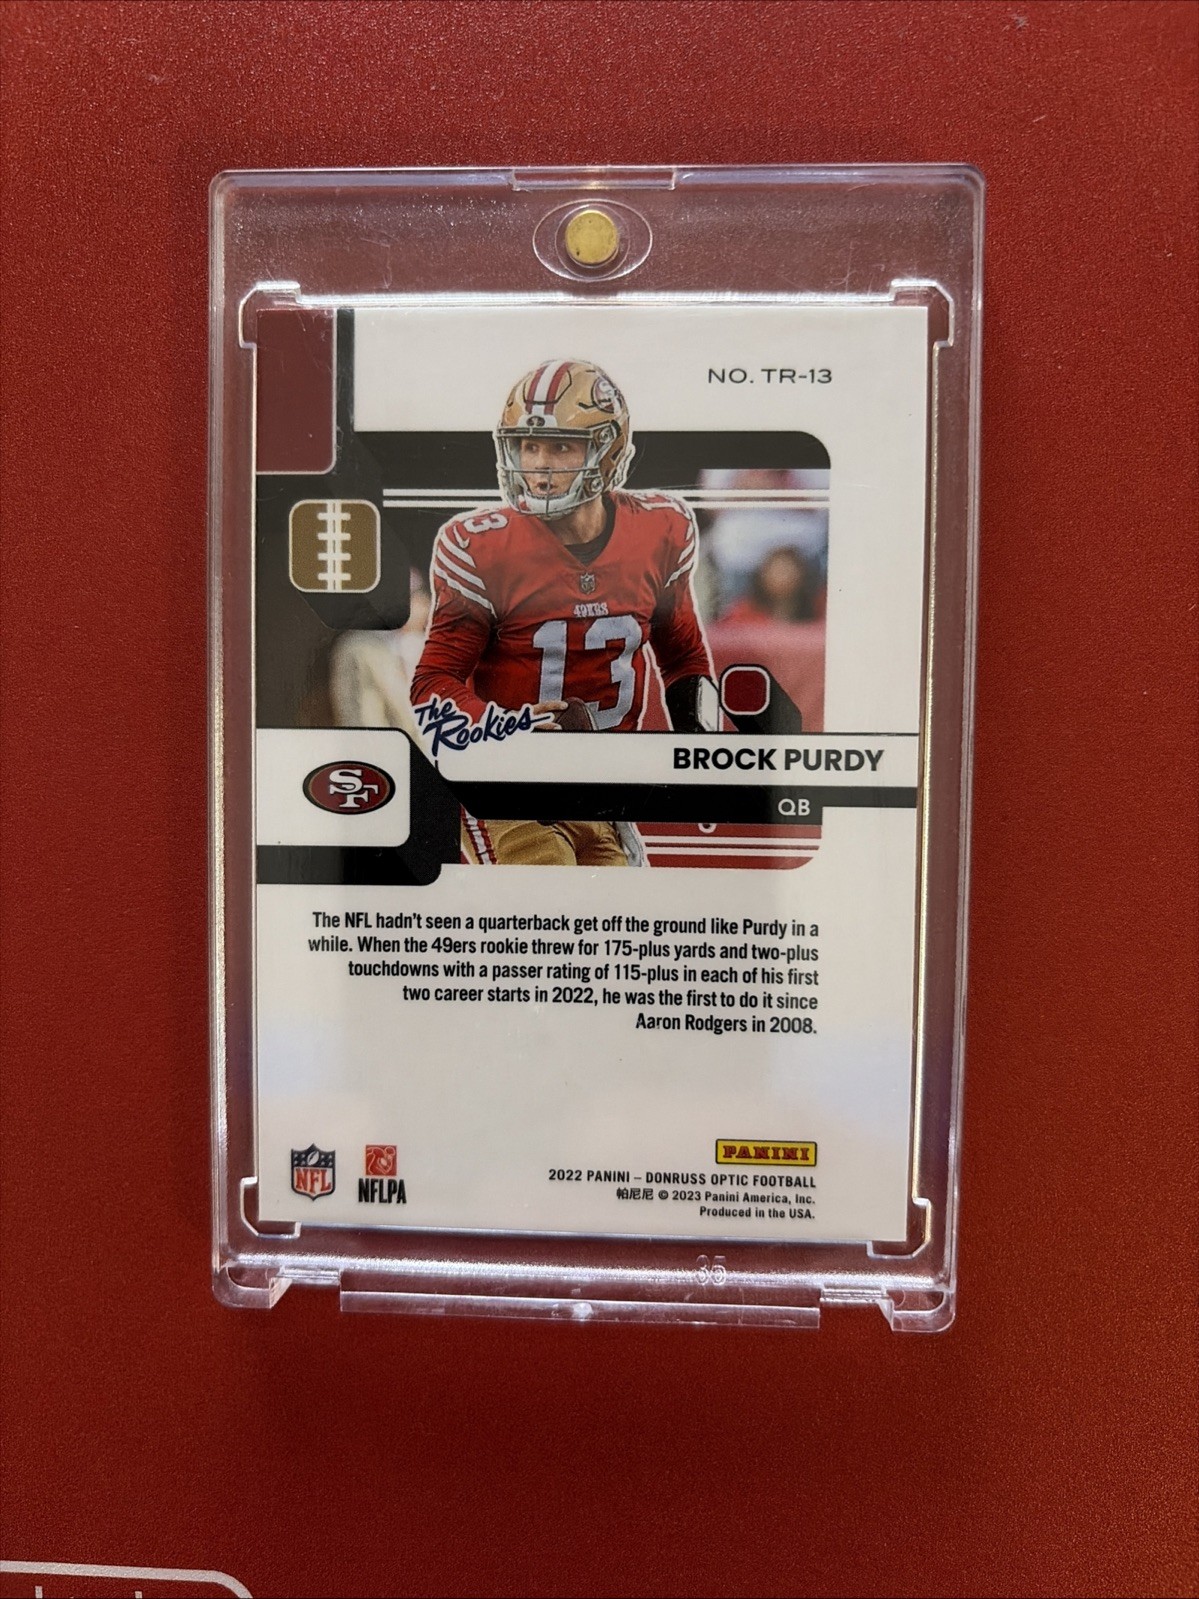 NO. TR-13
13
49ERS
13
The
Rookies
BROCK PURDY
SF
QB
The NFL hadn't seen a quarterback get off the ground like Purdy in a
while. When the 49ers rookie threw for 175-plus yards and two-plus
touchdowns with a passer rating of 115-plus in each of his first
two career starts in 2022, he was the first to do it since
Aaron Rodgers in 2008.
NFL
NFLPA
PANINI
2022 PANINI – DONRUSS OPTIC FOOTBALL
帕尼尼 © 2023 Panini America, Inc.
Produced in the USA.
35